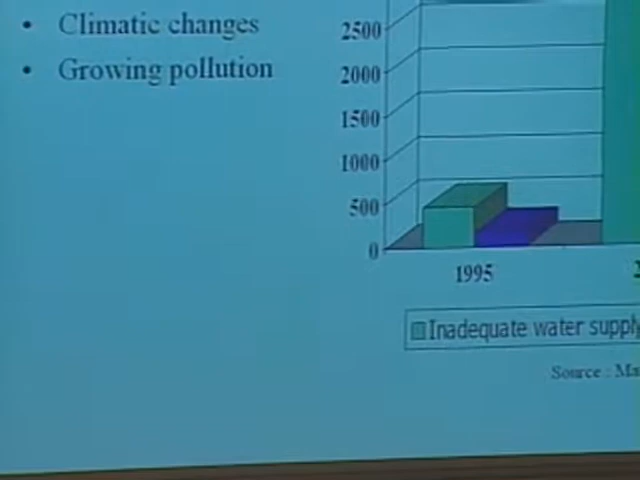 • Climatic changes
• Growing pollution
2500
2000
1500
1000
500
0
1995
Inadequate water supply
Source : Ma